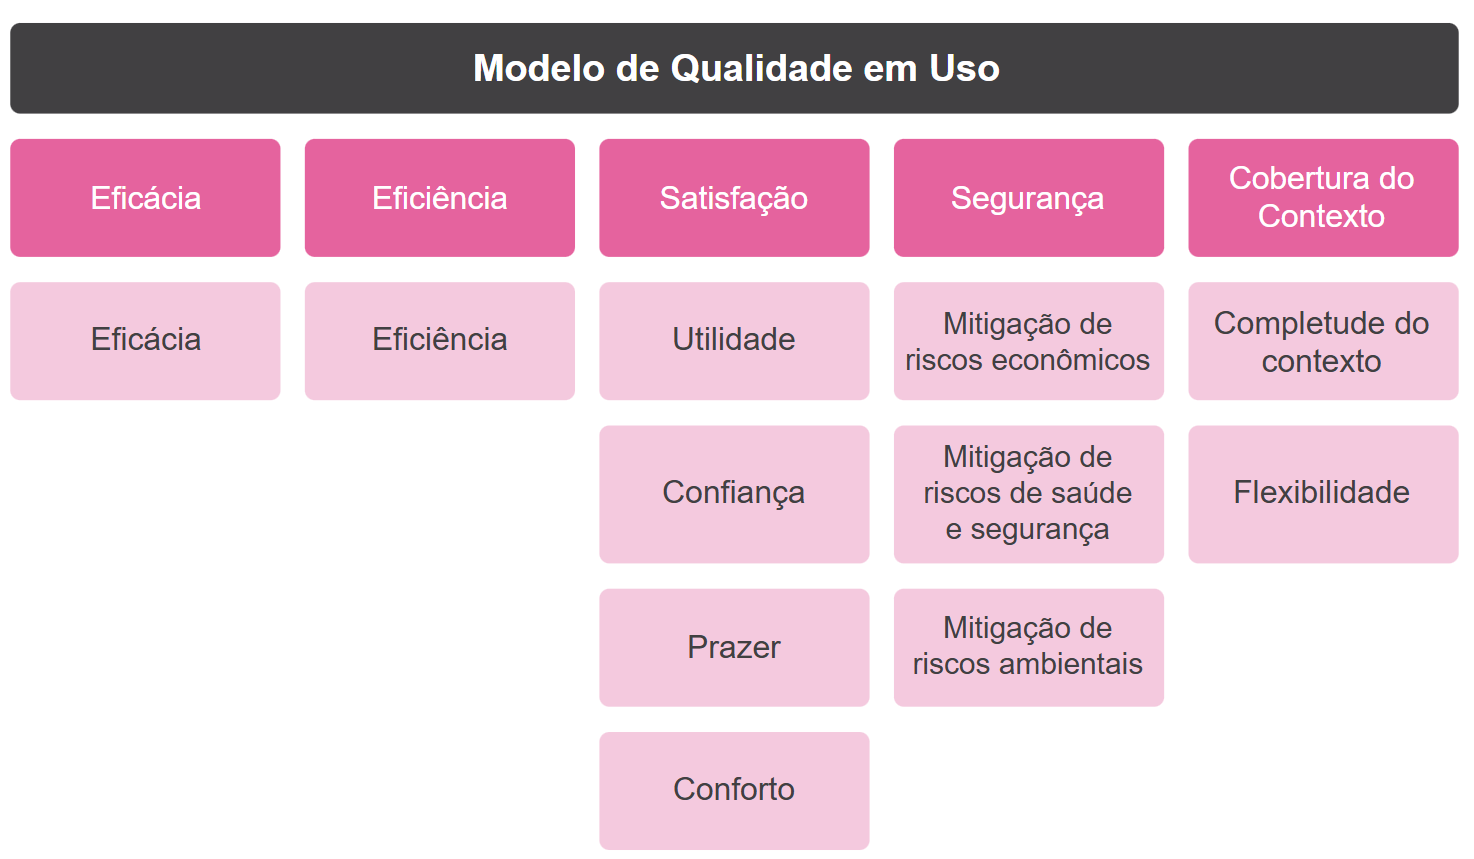 Modelo de Qualidade em Uso
Eficácia
Eficiência
Satisfação
Segurança
Cobertura do
Contexto
Eficácia
Eficiência
Utilidade
Mitigação de
riscos econômicos
Completude do
contexto
Confiança
Mitigação de
riscos de saúde
e segurança
Flexibilidade
Prazer
Mitigação de
riscos ambientais
Conforto